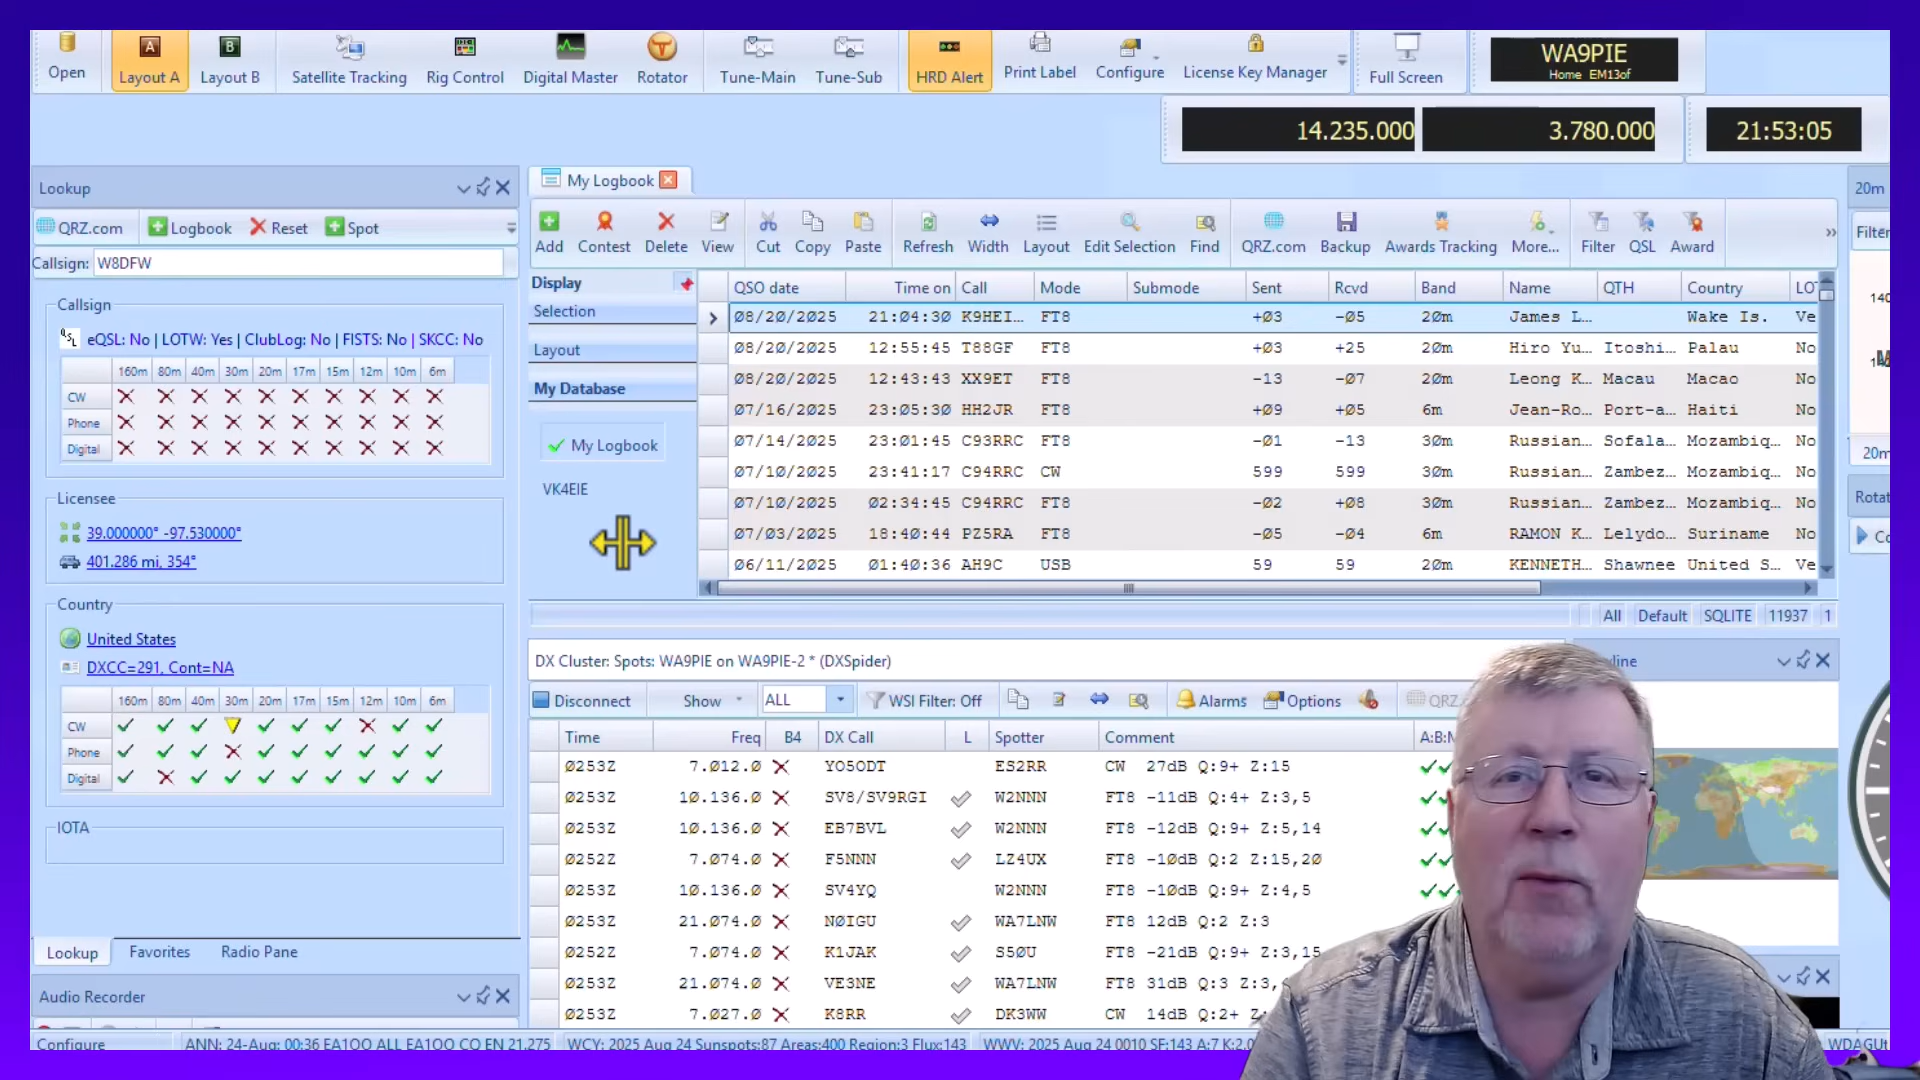 Open
A
Layout A
B
Layout B
Satellite Tracking
Rig Control
Digital Master
Rotator
Tune-Main
Tune-Sub
HRD Alert
Print Label
Configure
License Key Manager
Full Screen
WA9PIE
Home EM13of
14.235.000
3.780.000
21:53:05
Lookup
QRZ.com Logbook Reset Spot
Callsign: W8DFW
Callsign
eQSL: No | LOTW: Yes | ClubLog: No | FISTS: No | SKCC: No
160m 80m 40m 30m 20m 17m 15m 12m 10m 6m
CW
Phone
Digital
Licensee
39.000000° -97.530000°
401.286 mi, 354°
Country
United States
DXCC=291, Cont=NA
160m 80m 40m 30m 20m 17m 15m 12m 10m 6m
CW
Phone
Digital
IOTA
Lookup Favorites Radio Pane
Audio Recorder
My Logbook
Add Contest Delete View Cut Copy Paste Refresh Width Layout Edit Selection Find QRZ.com Backup Awards Tracking More... Filter QSL Award
Display
Selection
Layout
My Database
My Logbook
VK4EIE
QSO date Time on Call Mode Submode Sent Rcvd Band Name QTH Country
08/20/2025 21:04:30 K9HEI... FT8 +03 -05 20m James L... Wake Is. Ve
08/20/2025 12:55:45 T88GF FT8 +03 +25 20m Hiro Yu... Itoshi... Palau No
08/20/2025 12:43:43 XX9ET FT8 -13 -07 20m Leong K... Macau Macao No
07/16/2025 23:05:30 HH2JR FT8 +09 +05 6m Jean-Ro... Port-a... Haiti No
07/14/2025 23:01:45 C93RRC FT8 -01 -13 30m Russian... Sofala... Mozambiq... No
07/10/2025 23:41:17 C94RRC CW 599 599 30m Russian... Zambez... Mozambiq... No
07/10/2025 02:34:45 C94RRC FT8 -02 +08 30m Russian... Zambez... Mozambiq... No
07/03/2025 18:40:44 PZ5RA FT8 -05 -04 6m RAMON K... Lelydo... Suriname No
06/11/2025 01:40:36 AH9C USB 59 59 20m KENNETH... Shawnee United S... Ve
All Default SQLITE 11937 1
DX Cluster: Spots: WA9PIE on WA9PIE-2 * (DXSpider)
Disconnect Show ALL WSI Filter: Off Alarms Options
Time Freq B4 DX Call L Spotter Comment
0253Z 7.012.0 YO5ODT ES2RR CW 27dB Q:9+ Z:15
0253Z 10.136.0 SV8/SV9RGI W2NNN FT8 -11dB Q:4+ Z:3,5
0253Z 10.136.0 EB7BVL W2NNN FT8 -12dB Q:9+ Z:5,14
0252Z 7.074.0 F5NNN LZ4UX FT8 -10dB Q:2 Z:15,20
0253Z 10.136.0 SV4YQ W2NNN FT8 -10dB Q:9+ Z:4,5
0253Z 21.074.0 N0IGU WA7LNW FT8 12dB Q:2 Z:3
0252Z 7.074.0 K1JAK S50U FT8 -21dB Q:9+ Z:3,15
0253Z 21.074.0 VE3NE WA7LNW FT8 31dB Q:3 Z:3,
0253Z 7.027.0 K8RR DK3WW CW 14dB Q:2+ Z:
20m
20m
Configure
ANN: 24-Aug: 00:36 EA1OO ALL EA1OO CQ EN 21.275
WCY: 2025 Aug 24 Sunspots:87 Areas:400 Region:3 Flux:143
WWV: 2025 Aug 24 0010 SF:143 A:7